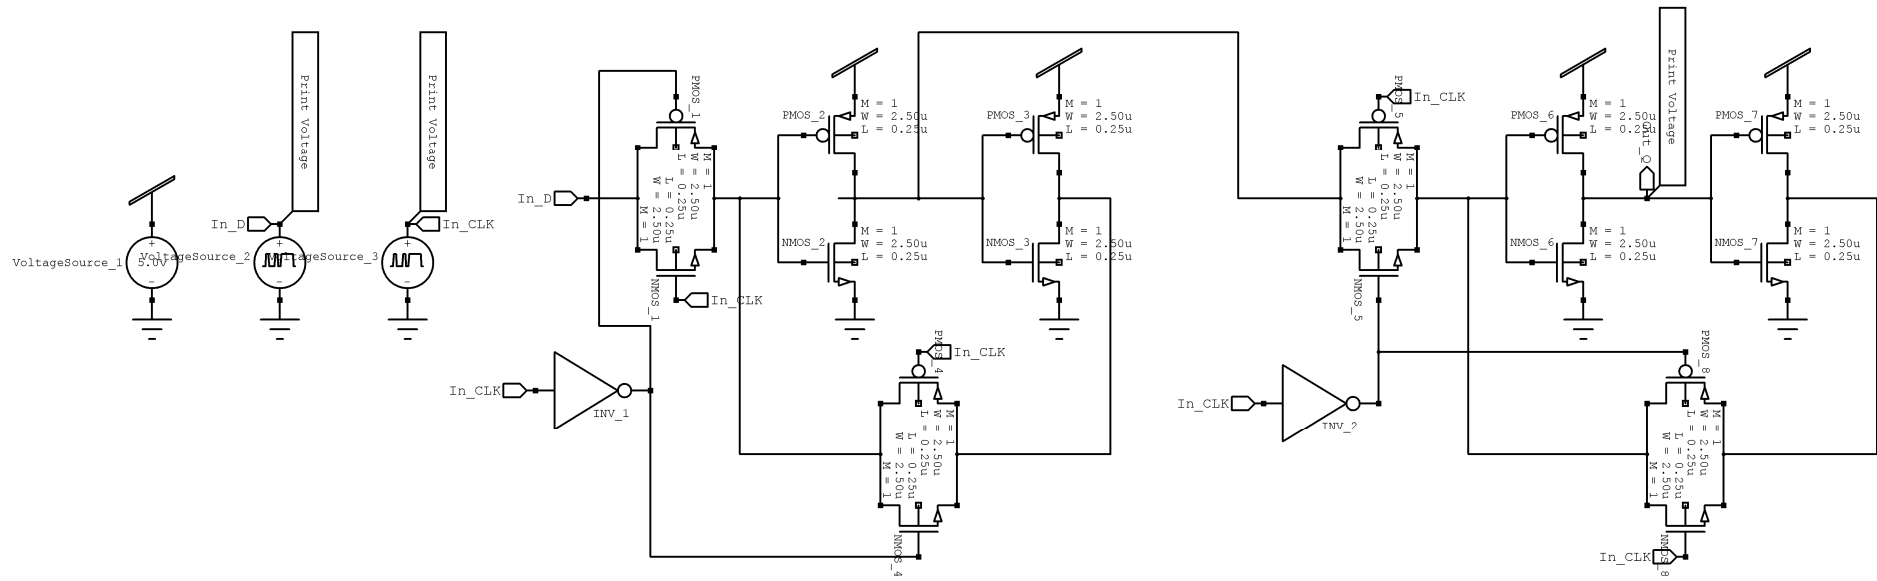 Print Voltage
In_D
VoltageSource_1
5.0V
VoltageSource_2
Print Voltage
In_CLK
VoltageSource_3
In_D
PMOS_1
M = 1
W = 2.50u
L = 0.25u
L = 0.25u
W = 2.50u
M = 1
NMOS_1
In_CLK
In_CLK
INV_1
PMOS_2
M = 1
W = 2.50u
L = 0.25u
NMOS_2
M = 1
W = 2.50u
L = 0.25u
PMOS_3
M = 1
W = 2.50u
L = 0.25u
NMOS_3
M = 1
W = 2.50u
L = 0.25u
PMOS_4
In_CLK
M = 1
W = 2.50u
L = 0.25u
L = 0.25u
W = 2.50u
M = 1
NMOS_4
PMOS_5
In_CLK
M = 1
W = 2.50u
L = 0.25u
L = 0.25u
W = 2.50u
M = 1
NMOS_5
In_CLK
INV_2
PMOS_6
M = 1
W = 2.50u
L = 0.25u
NMOS_6
M = 1
W = 2.50u
L = 0.25u
Out_Q
Print Voltage
PMOS_7
M = 1
W = 2.50u
L = 0.25u
NMOS_7
M = 1
W = 2.50u
L = 0.25u
PMOS_8
M = 1
W = 2.50u
L = 0.25u
L = 0.25u
W = 2.50u
M = 1
In_CLK
NMOS_8